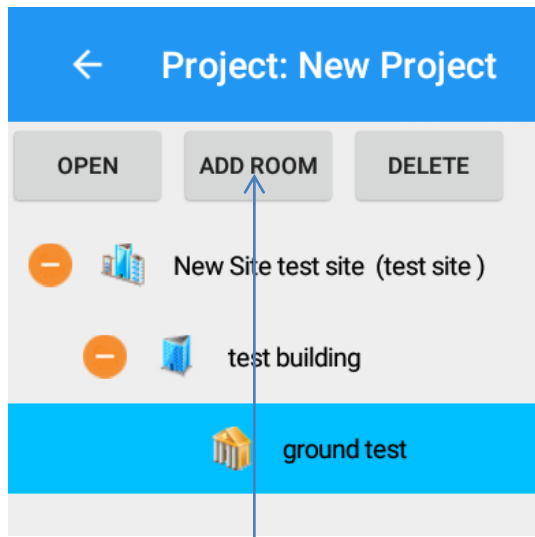 Project: New Project
OPEN ADD ROOM DELETE
New Site test site (test site )
test building
ground test